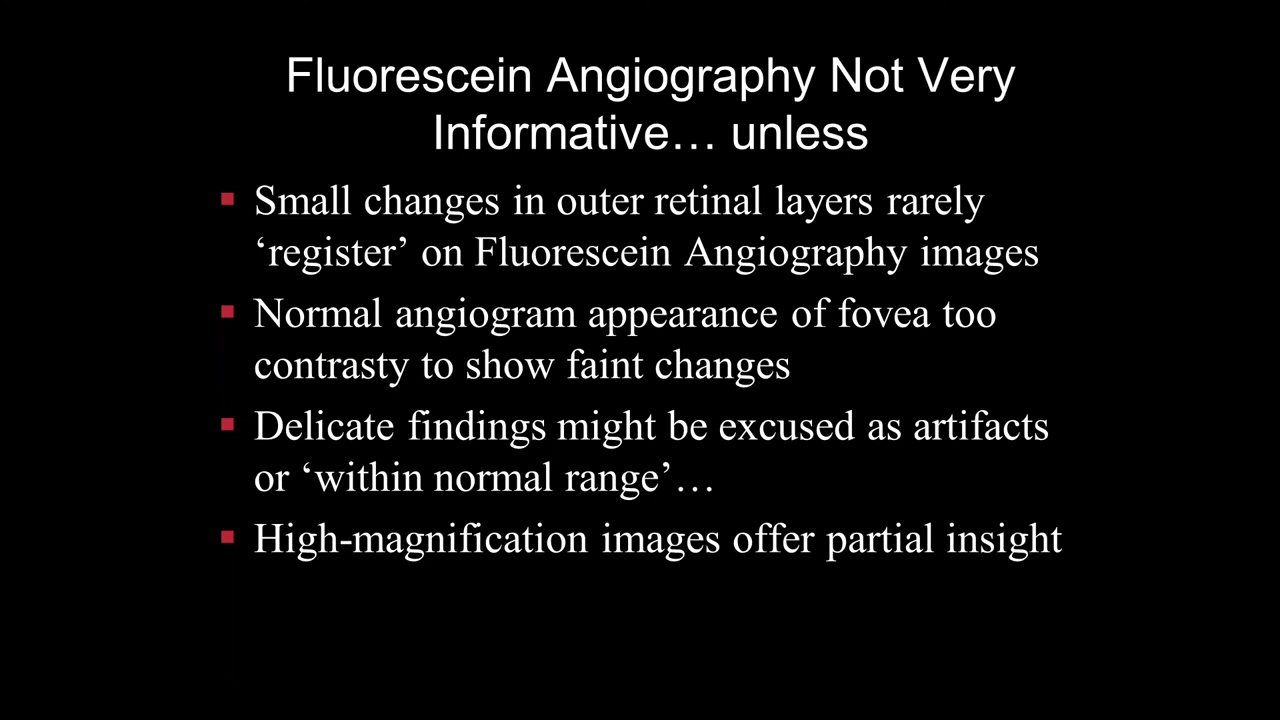 Fluorescein Angiography Not Very
Informative… unless
▪ Small changes in outer retinal layers rarely
‘register’ on Fluorescein Angiography images
▪ Normal angiogram appearance of fovea too
contrasty to show faint changes
▪ Delicate findings might be excused as artifacts
or ‘within normal range’…
▪ High-magnification images offer partial insight